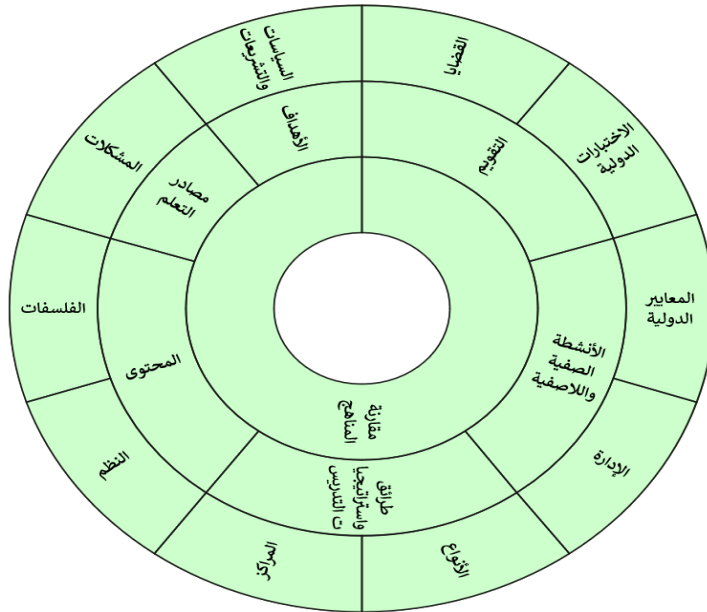 القضايا
الاختبارات
الدولية
المعايير
الدولية
الإدارة
الأنواع
المراكز
النظم
الفلسفات
المشكلات
السياسات
والتشريعات
التقويم
الأنشطة
الصفية
واللاصفية
طرائق
واستراتيجيا
ت التدريس
المحتوى
مصادر
التعلم
الأهداف
مقارنة
المناهج